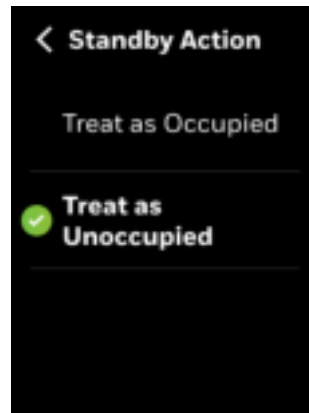 Standby Action
Treat as Occupied
Treat as
Unoccupied